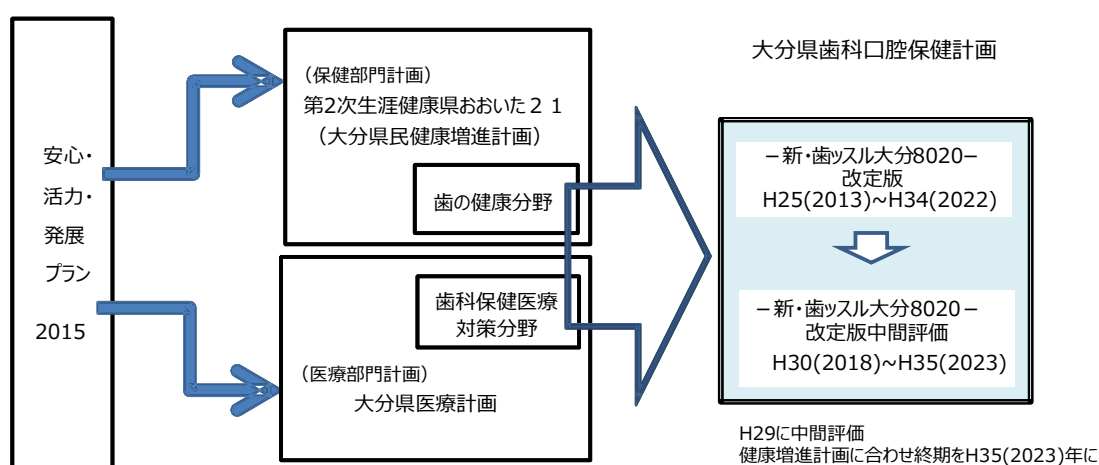 安心・
活力・
発展
プラン
2015
（保健部門計画）
第2次生涯健康県おおいた２１
（大分県民健康増進計画）
歯の健康分野
歯科保健医療
対策分野
（医療部門計画）
大分県医療計画
大分県歯科口腔保健計画
－新・歯ッスル大分8020－
改定版
H25(2013)~H34(2022)
－新・歯ッスル大分8020－
改定版中間評価
H30(2018)~H35(2023)
H29に中間評価
健康増進計画に合わせ終期をH35(2023)年に